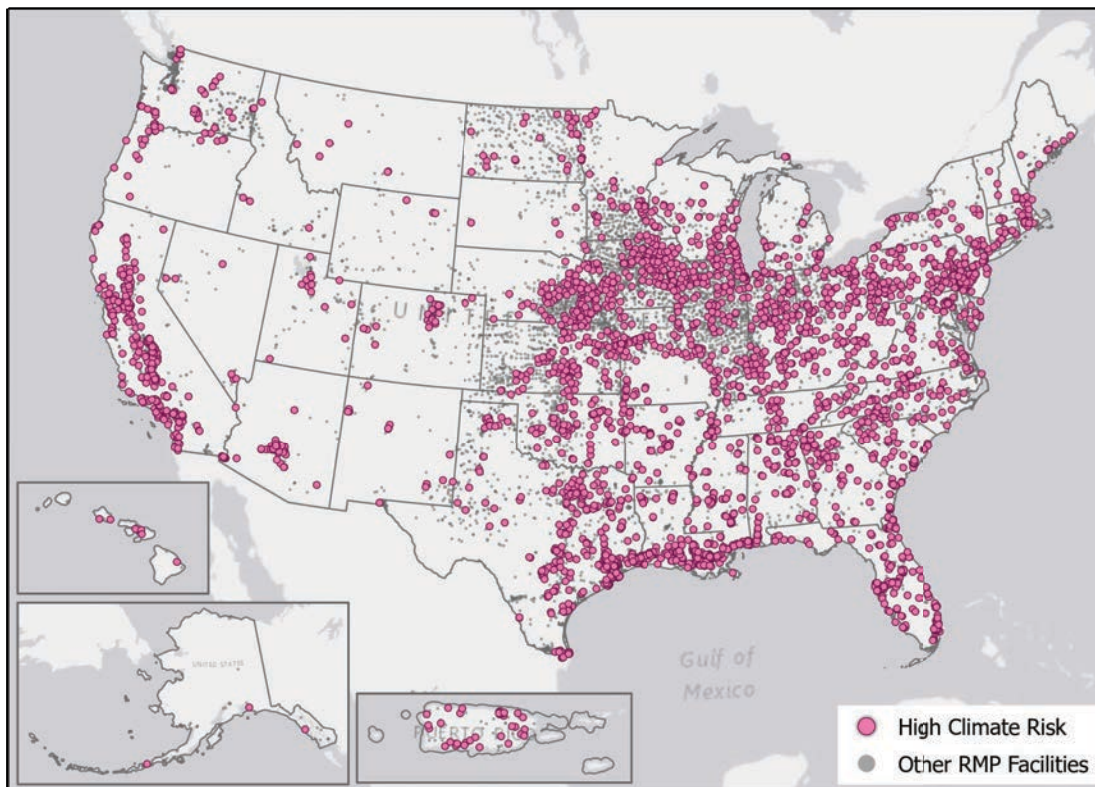 UNITED STATES
Gulf of
Mexico
High Climate Risk
Other RMP Facilities